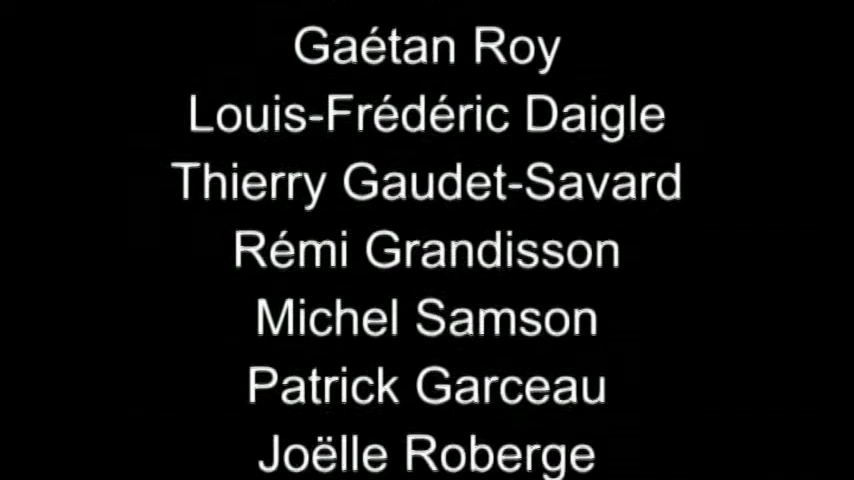 Gaétan Roy
Louis-Frédéric Daigle
Thierry Gaudet-Savard
Rémi Grandisson
Michel Samson
Patrick Garceau
Joëlle Roberge